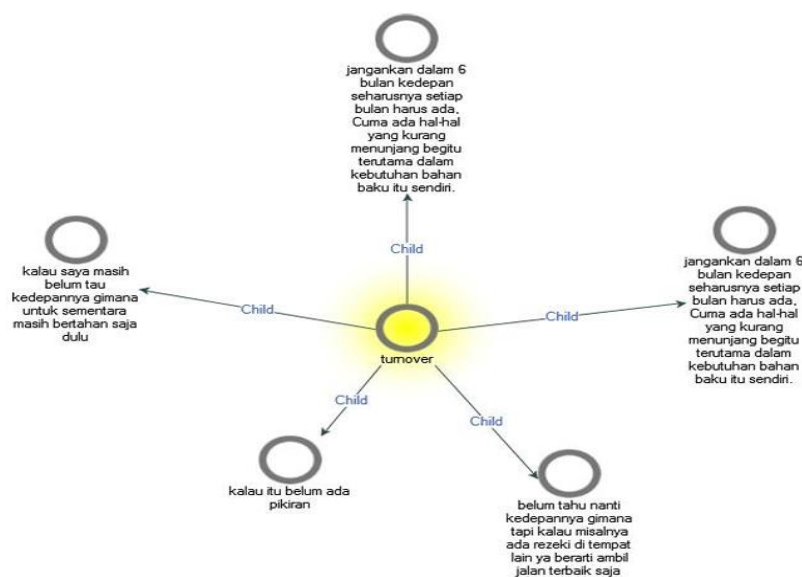 jangankan dalam 6
bulan kedepan
seharusnya setiap
bulan harus ada,
Cuma ada hal-hal
yang kurang
menunjang begitu
terutama dalam
kebutuhan bahan
baku itu sendiri.
Child
kalau saya masih
belum tau
kedepannya gimana
untuk sementara
masih bertahan saja
dulu
Child
jangankan dalam 6
bulan kedepan
seharusnya setiap
bulan harus ada,
Cuma ada hal-hal
yang kurang
menunjang begitu
terutama dalam
kebutuhan bahan
baku itu sendiri.
Child
turnover
Child
kalau itu belum ada
pikiran
Child
belum tahu nanti
kedepannya gimana
tapi kalau misalnya
ada rezeki di tempat
lain ya berarti ambil
jalan terbaik saja